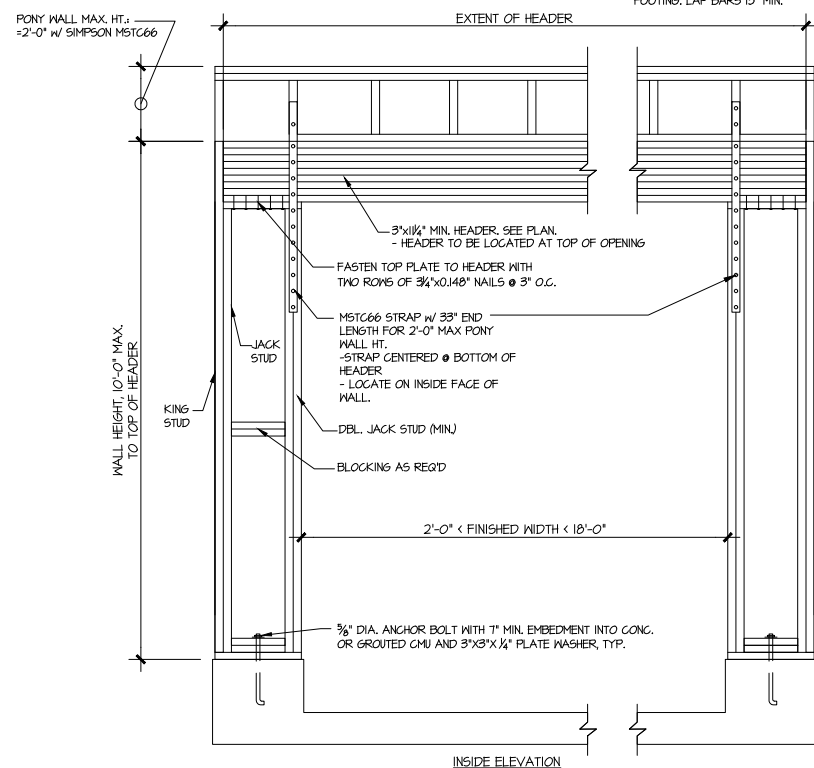 FOOTING. LAP BARS 15" MIN.
PONY WALL MAX. HT.:
=2'-0" W/ SIMPSON MSTC66
EXTENT OF HEADER
3"x11¼" MIN. HEADER. SEE PLAN.
- HEADER TO BE LOCATED AT TOP OF OPENING
FASTEN TOP PLATE TO HEADER WITH
TWO ROWS OF 3¼"x0.148" NAILS @ 3" O.C.
MSTC66 STRAP W/ 33" END
LENGTH FOR 2'-0" MAX PONY
WALL HT.
-STRAP CENTERED @ BOTTOM OF
HEADER
- LOCATE ON INSIDE FACE OF
WALL.
JACK
STUD
KING
STUD
WALL HEIGHT, 10'-0" MAX.
TO TOP OF HEADER
DBL. JACK STUD (MIN.)
BLOCKING AS REQ'D
2'-0" < FINISHED WIDTH < 18'-0"
⅝" DIA. ANCHOR BOLT WITH 7" MIN. EMBEDMENT INTO CONC.
OR GROUTED CMU AND 3"X3"X¼" PLATE WASHER, TYP.
INSIDE ELEVATION